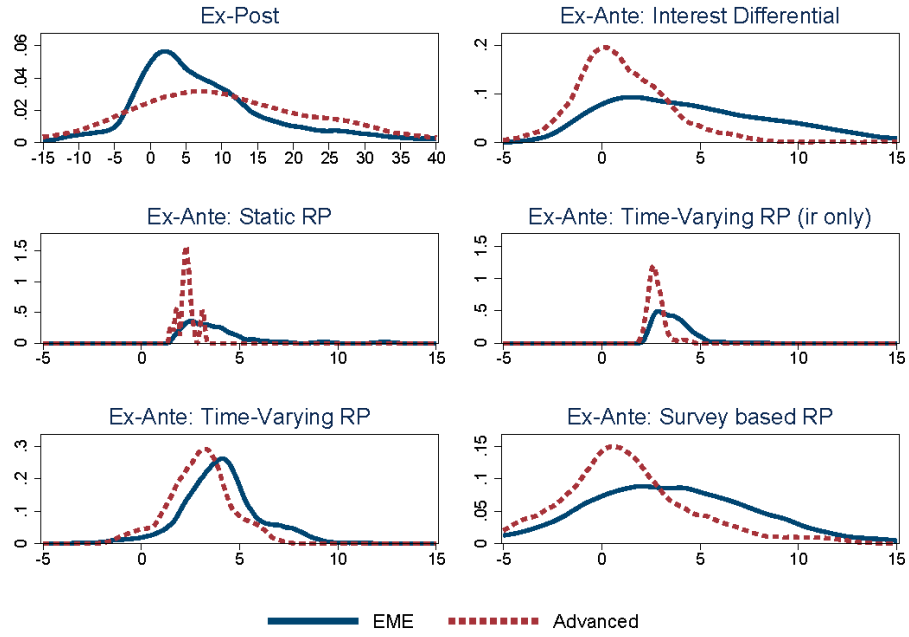 Ex-Post
0 .02 .04 .06
-15 -10 -5 0 5 10 15 20 25 30 35 40
Ex-Ante: Interest Differential
0 .1 .2
-5 0 5 10 15
Ex-Ante: Static RP
0 .5 1 1.5
-5 0 5 10 15
Ex-Ante: Time-Varying RP (ir only)
0 .5 1 1.5
-5 0 5 10 15
Ex-Ante: Time-Varying RP
0 .1 .2 .3
-5 0 5 10 15
Ex-Ante: Survey based RP
0 .05 .1 .15
-5 0 5 10 15
EME Advanced